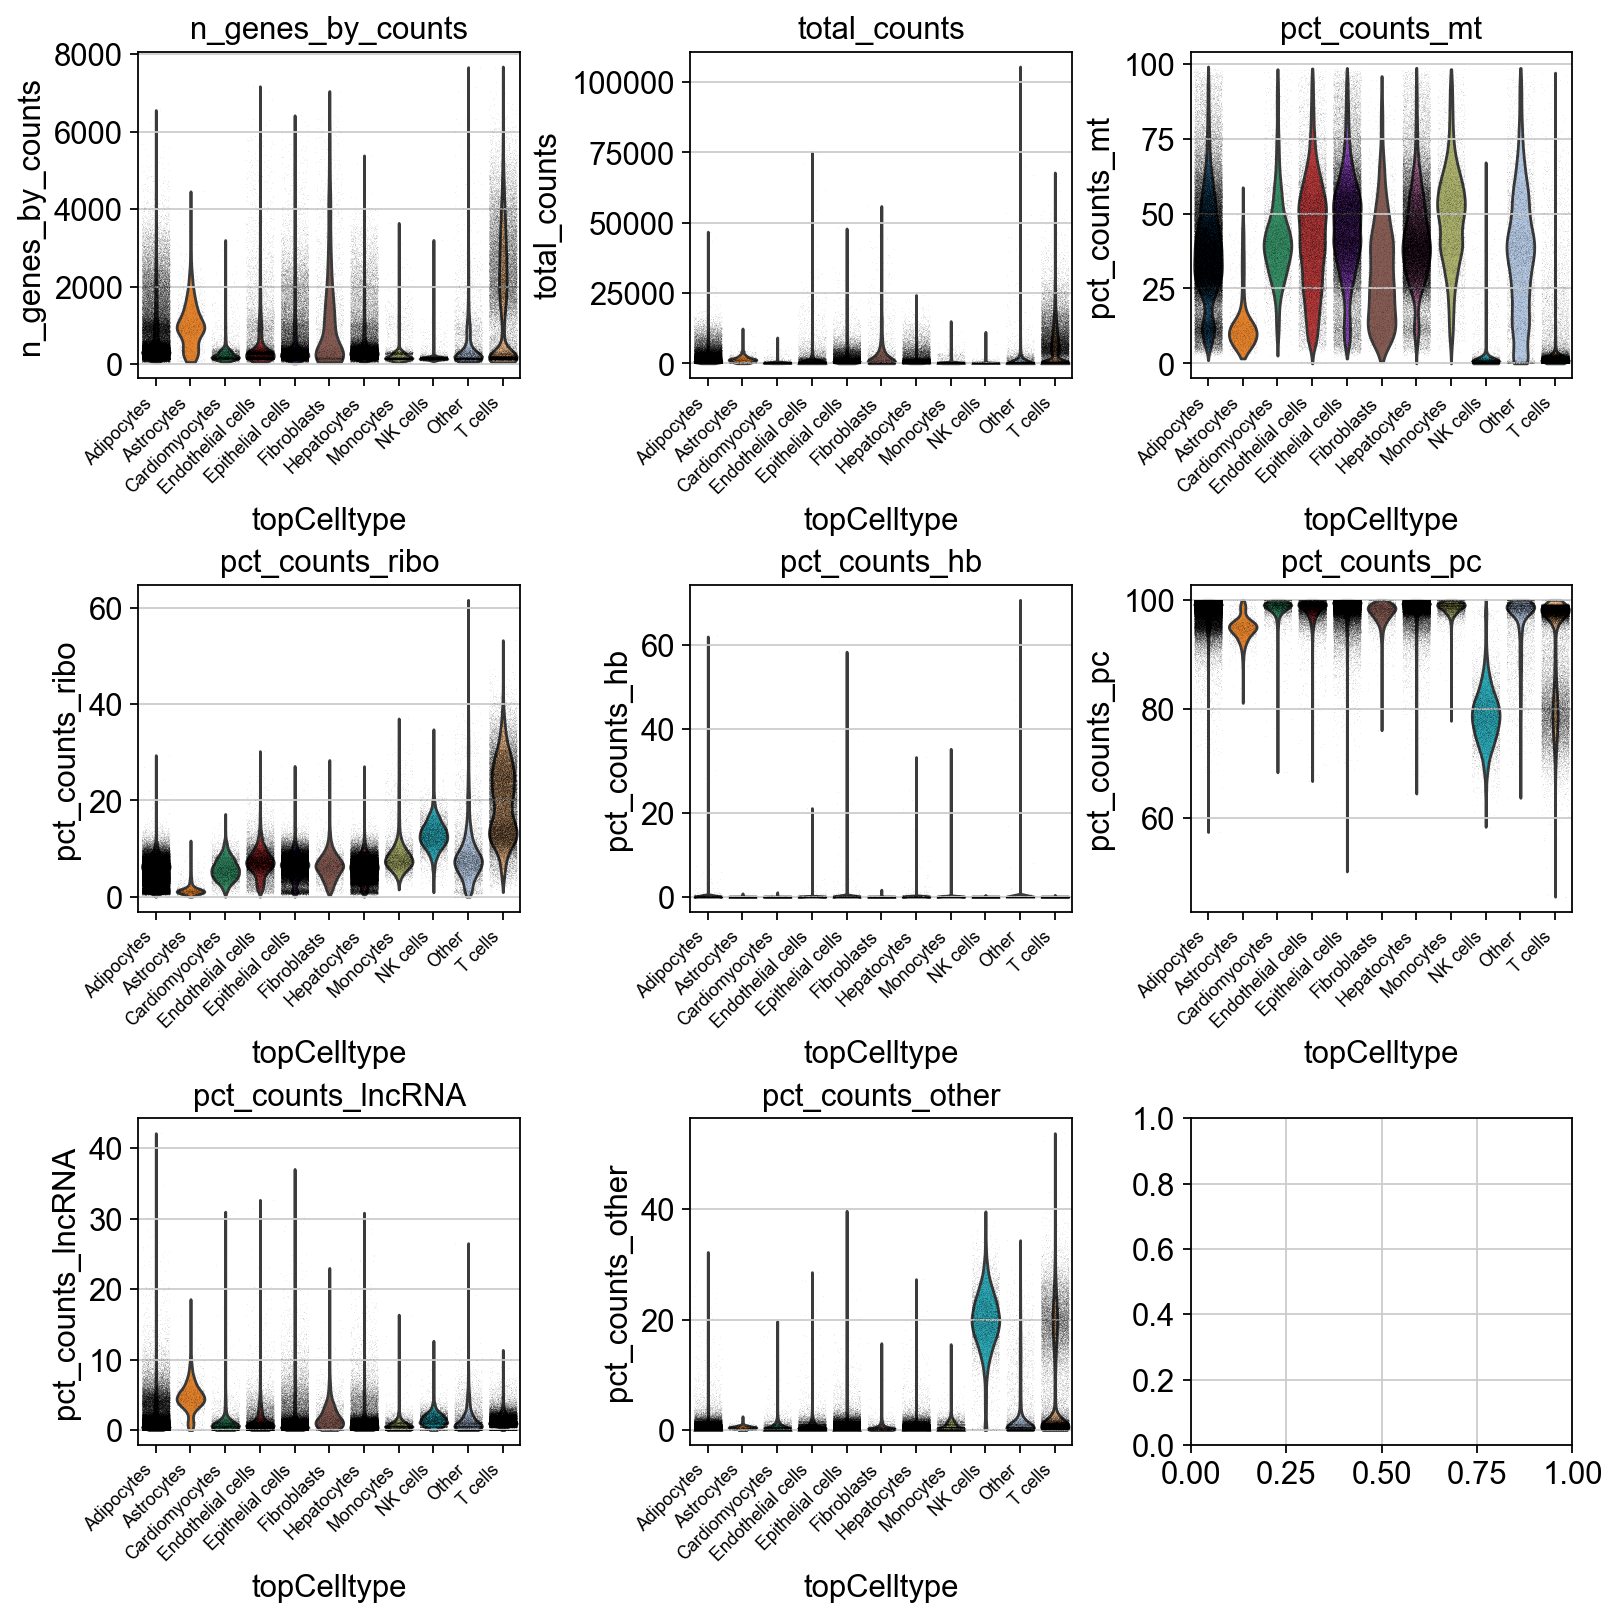 n_genes_by_counts
n_genes_by_counts
8000
6000
4000
2000
0
Adipocytes
Astrocytes
Cardiomyocytes
Endothelial cells
Epithelial cells
Fibroblasts
Hepatocytes
Monocytes
NK cells
Other
T cells
topCelltype
total_counts
total_counts
100000
75000
50000
25000
0
Adipocytes
Astrocytes
Cardiomyocytes
Endothelial cells
Epithelial cells
Fibroblasts
Hepatocytes
Monocytes
NK cells
Other
T cells
topCelltype
pct_counts_mt
pct_counts_mt
100
75
50
25
0
Adipocytes
Astrocytes
Cardiomyocytes
Endothelial cells
Epithelial cells
Fibroblasts
Hepatocytes
Monocytes
NK cells
Other
T cells
topCelltype
pct_counts_ribo
pct_counts_ribo
60
40
20
0
Adipocytes
Astrocytes
Cardiomyocytes
Endothelial cells
Epithelial cells
Fibroblasts
Hepatocytes
Monocytes
NK cells
Other
T cells
topCelltype
pct_counts_hb
pct_counts_hb
60
40
20
0
Adipocytes
Astrocytes
Cardiomyocytes
Endothelial cells
Epithelial cells
Fibroblasts
Hepatocytes
Monocytes
NK cells
Other
T cells
topCelltype
pct_counts_pc
pct_counts_pc
100
80
60
Adipocytes
Astrocytes
Cardiomyocytes
Endothelial cells
Epithelial cells
Fibroblasts
Hepatocytes
Monocytes
NK cells
Other
T cells
topCelltype
pct_counts_lncRNA
pct_counts_lncRNA
40
30
20
10
0
Adipocytes
Astrocytes
Cardiomyocytes
Endothelial cells
Epithelial cells
Fibroblasts
Hepatocytes
Monocytes
NK cells
Other
T cells
topCelltype
pct_counts_other
pct_counts_other
40
20
0
Adipocytes
Astrocytes
Cardiomyocytes
Endothelial cells
Epithelial cells
Fibroblasts
Hepatocytes
Monocytes
NK cells
Other
T cells
topCelltype
1.0
0.8
0.6
0.4
0.2
0.0
0.00 0.25 0.50 0.75 1.00